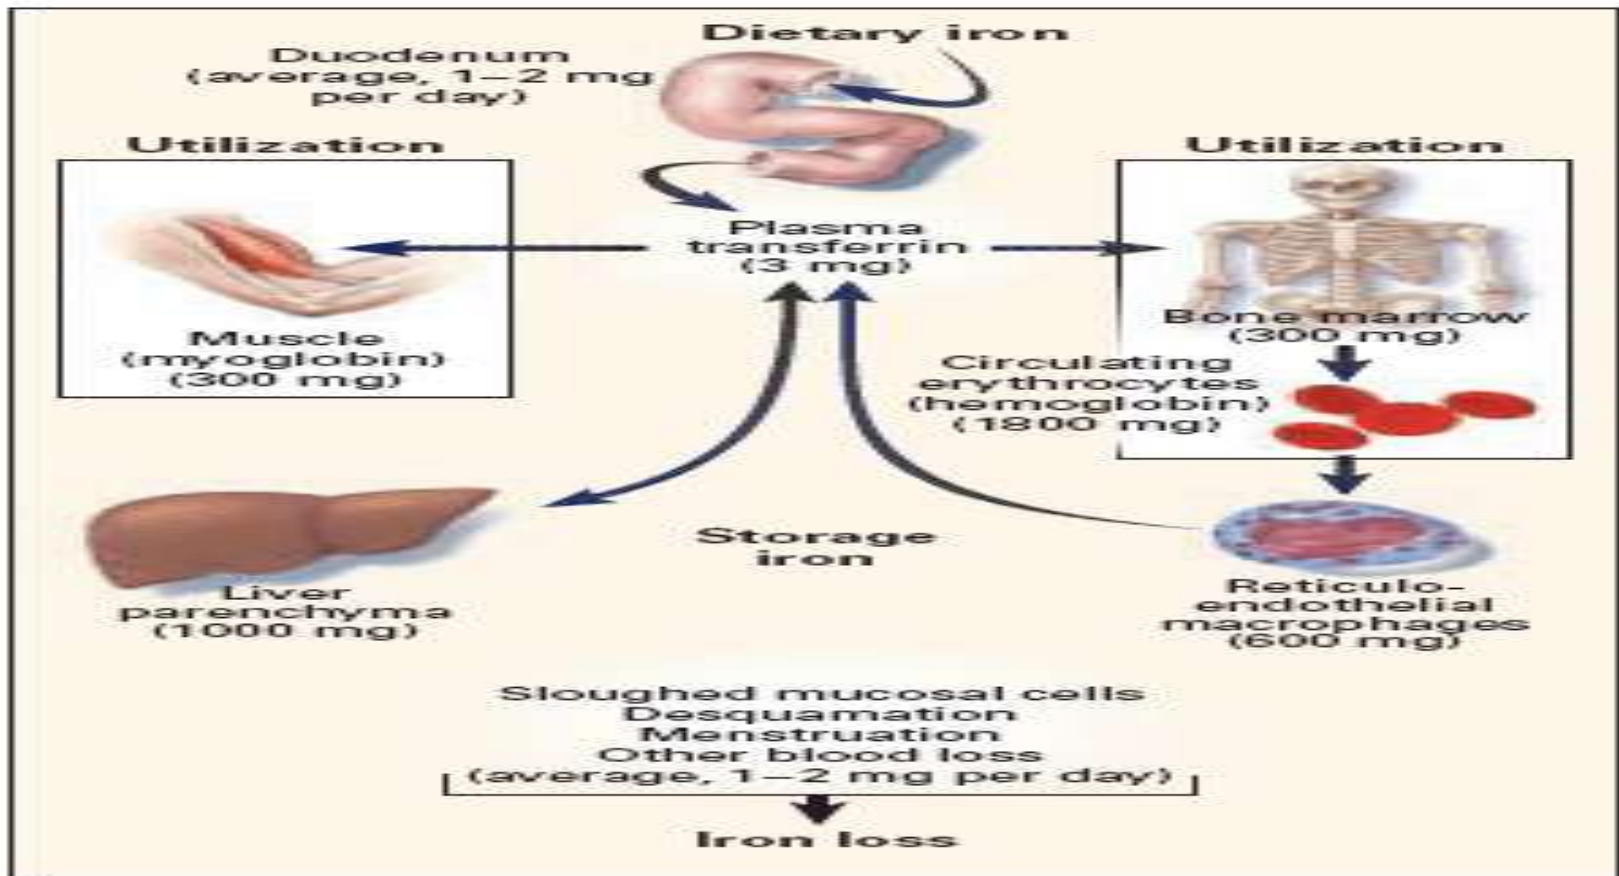 Dietary iron
Duodenum
(average, 1–2 mg
per day)
Utilization
Utilization
Plasma
transferrin
(3 mg)
Muscle
(myoglobin)
(300 mg)
Bone marrow
(300 mg)
Circulating
erythrocytes
(hemoglobin)
(1800 mg)
Storage
iron
Liver
parenchyma
(1000 mg)
Reticulo-
endothelial
macrophages
(600 mg)
Sloughed mucosal cells
Desquamation
Menstruation
Other blood loss
(average, 1–2 mg per day)
Iron loss